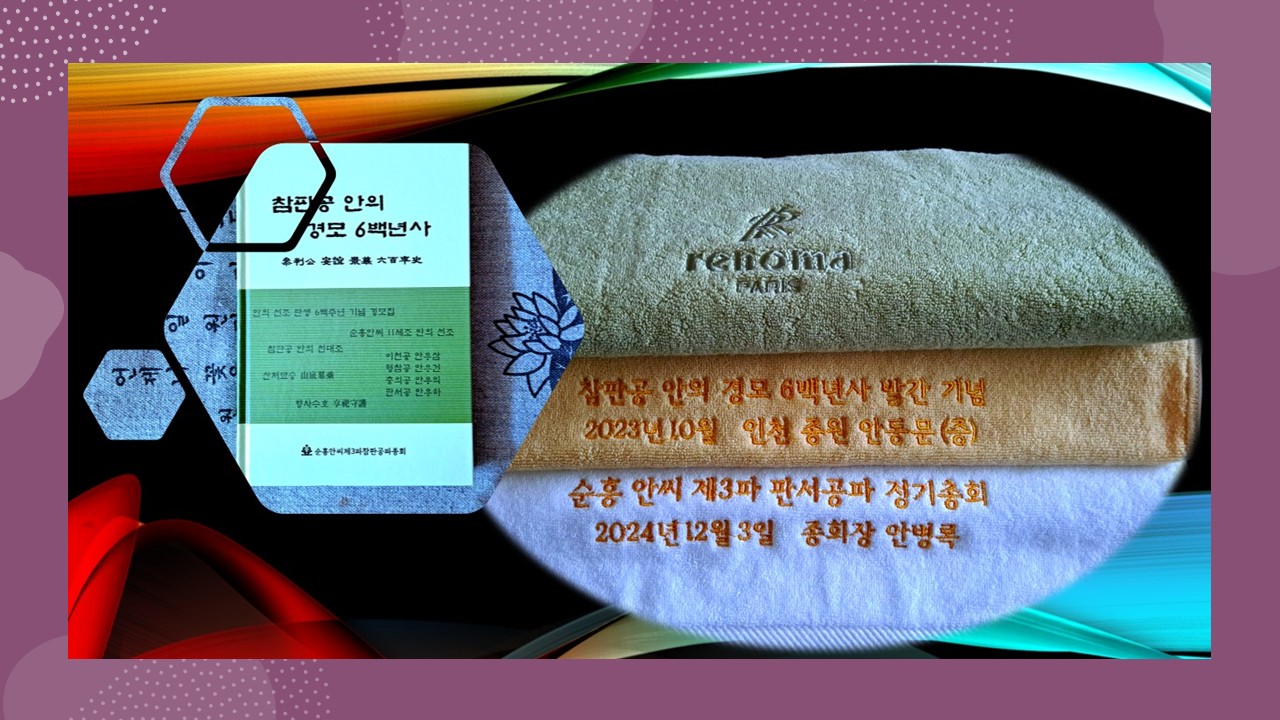 참판공 안의
경모 6백년사
參判公 安誼 景慕 六百年史
안의 선조 탄생 6백주년 기념 경모집
순흥안씨 11세조 안의 선조
참판공 안의 선대조
이천공 안우삼
형참공 안우건
충의공 안우의
판서공 안우하
산저묘승 山底墓
향사수호 享祀守護
순흥안씨제3파참판공파종회
renoma
PARIS
참판공 안의 경모 6백년사 발간 기념
2023년 10월 인천 종원 안동문(층)
순흥 안씨 제3파 판서공파 정기총회
2024년 12월 3일 종회장 안병록